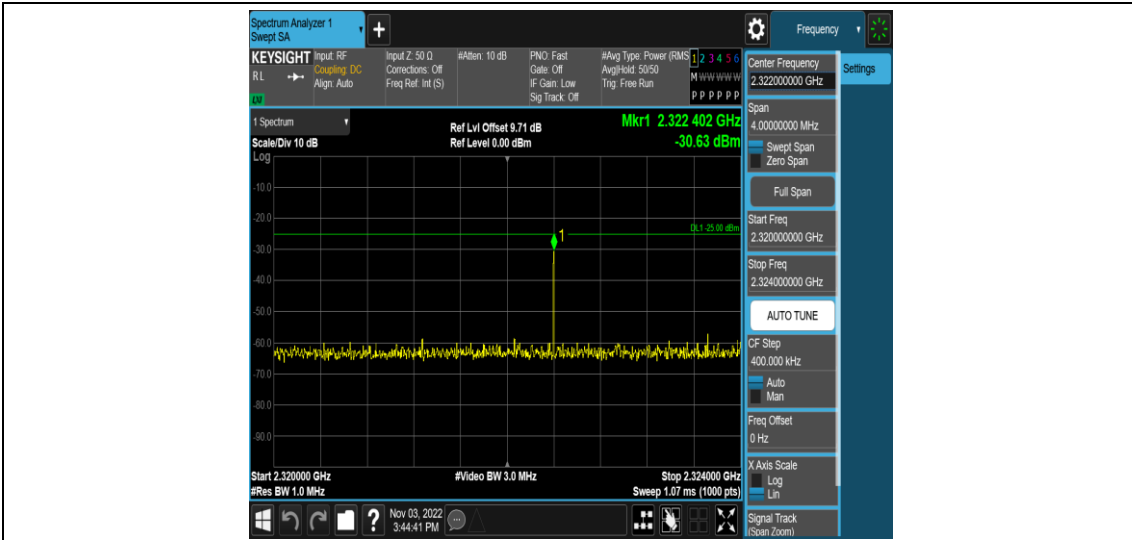 Spectrum Analyzer 1
Swept SA
+
Frequency
KEYSIGHT
RL
LXI
Input: RF
Coupling: DC
Align: Auto
Input Z: 50 Ω
Corrections: Off
Freq Ref: Int (S)
#Atten: 10 dB
PNO: Fast
Gate: Off
IF Gain: Low
Sig Track: Off
#Avg Type: Power (RMS
Avg|Hold: 50/50
Trig: Free Run
1 2 3 4 5 6
M W W W W W
P P P P P P
1 Spectrum
Scale/Div 10 dB
Log
Ref Lvl Offset 9.71 dB
Ref Level 0.00 dBm
Mkr1 2.322 402 GHz
-30.63 dBm
-10.0
-20.0
DL1 -25.00 dBm
1
-30.0
-40.0
-50.0
-60.0
-70.0
-80.0
-90.0
Start 2.320000 GHz
#Res BW 1.0 MHz
#Video BW 3.0 MHz
Stop 2.324000 GHz
Sweep 1.07 ms (1000 pts)
Center Frequency
2.322000000 GHz
Settings
Span
4.00000000 MHz
Swept Span
Zero Span
Full Span
Start Freq
2.320000000 GHz
Stop Freq
2.324000000 GHz
AUTO TUNE
CF Step
400.000 kHz
Auto
Man
Freq Offset
0 Hz
X Axis Scale
Log
Lin
Signal Track
(Span Zoom)
?
Nov 03, 2022
3:44:41 PM